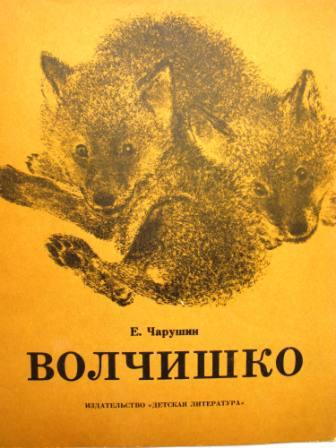 Е. Чарушин
ВОЛЧИШКО
ИЗДАТЕЛЬСТВО «ДЕТСКАЯ ЛИТЕРАТУРА»